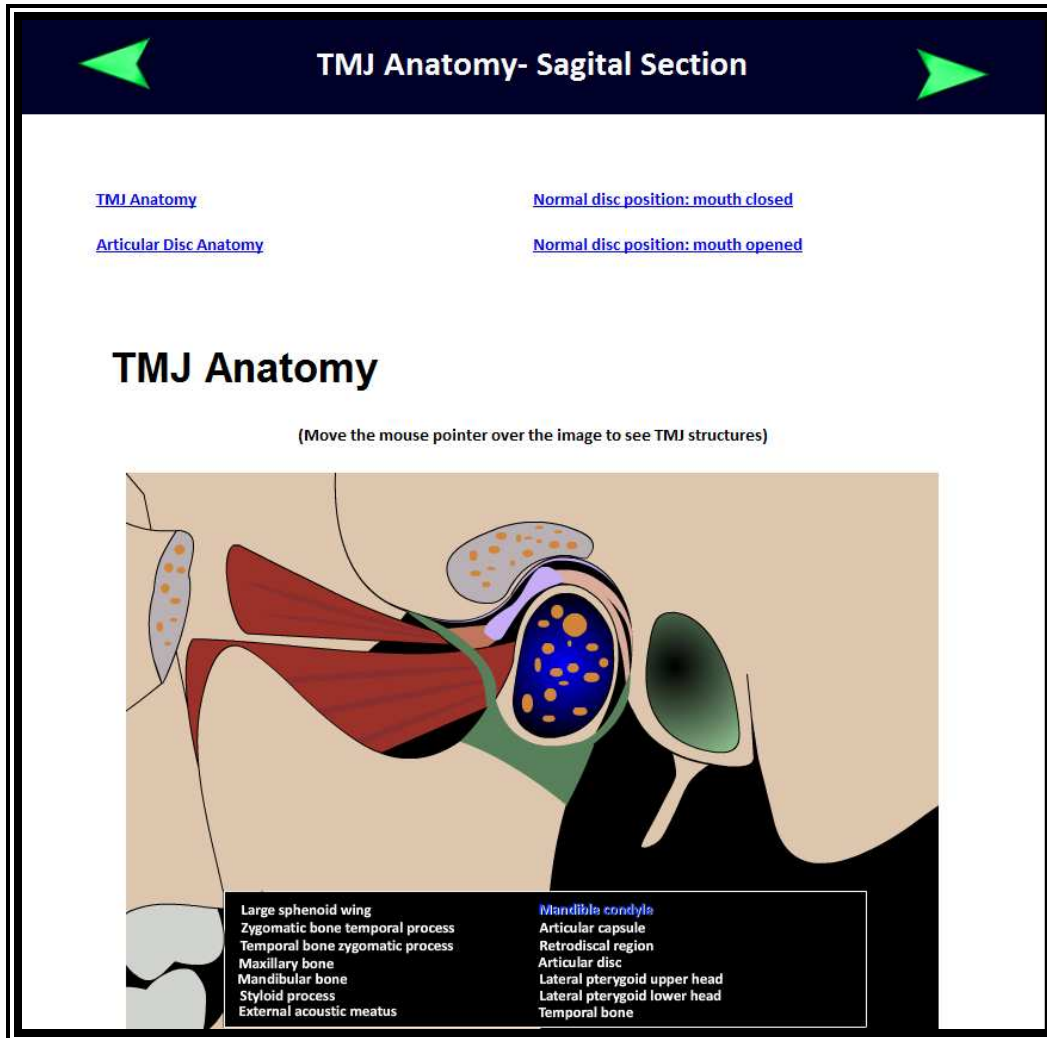 TMJ Anatomy- Sagital Section
TMJ Anatomy
Normal disc position: mouth closed
Articular Disc Anatomy
Normal disc position: mouth opened
TMJ Anatomy
(Move the mouse pointer over the image to see TMJ structures)
Large sphenoid wing
Zygomatic bone temporal process
Temporal bone zygomatic process
Maxillary bone
Mandibular bone
Styloid process
External acoustic meatus
Mandible condyle
Articular capsule
Retrodiscal region
Articular disc
Lateral pterygoid upper head
Lateral pterygoid lower head
Temporal bone